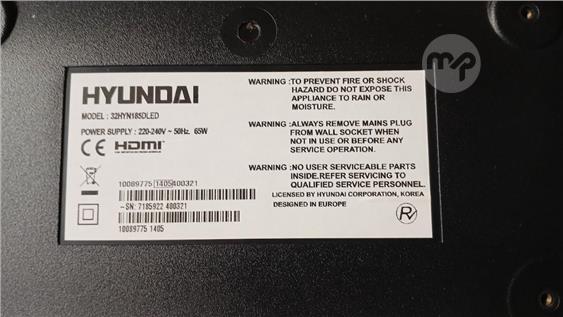 mp
HYUNDAI
MODEL : 32HYN185DLED
POWER SUPPLY : 220-240V ~ 50Hz. 65W
CE HDMI
10089775 1405 400321
~SN: 7185922 400321
10089775 1405
WARNING :TO PREVENT FIRE OR SHOCK
HAZARD DO NOT EXPOSE THIS
APPLIANCE TO RAIN OR
MOISTURE.
WARNING :ALWAYS REMOVE MAINS PLUG
FROM WALL SOCKET WHEN
NOT IN USE OR BEFORE ANY
SERVICE OPERATION.
WARNING :NO USER SERVICEABLE PARTS
INSIDE.REFER SERVICING TO
QUALIFIED SERVICE PERSONNEL.
LICENSED BY HYUNDAI CORPORATION, KOREA
DESIGNED IN EUROPE